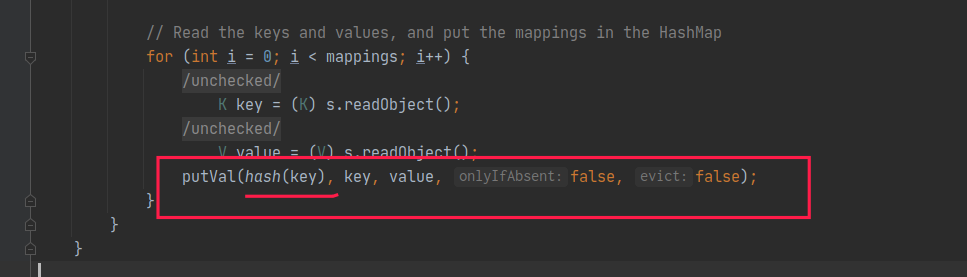 // Read the keys and values, and put the mappings in the HashMap
for (int i = 0; i < mappings; i++) {
/unchecked/
K key = (K) s.readObject();
/unchecked/
V value = (V) s.readObject();
putVal(hash(key), key, value, onlyIfAbsent: false, evict: false);
}
}
}